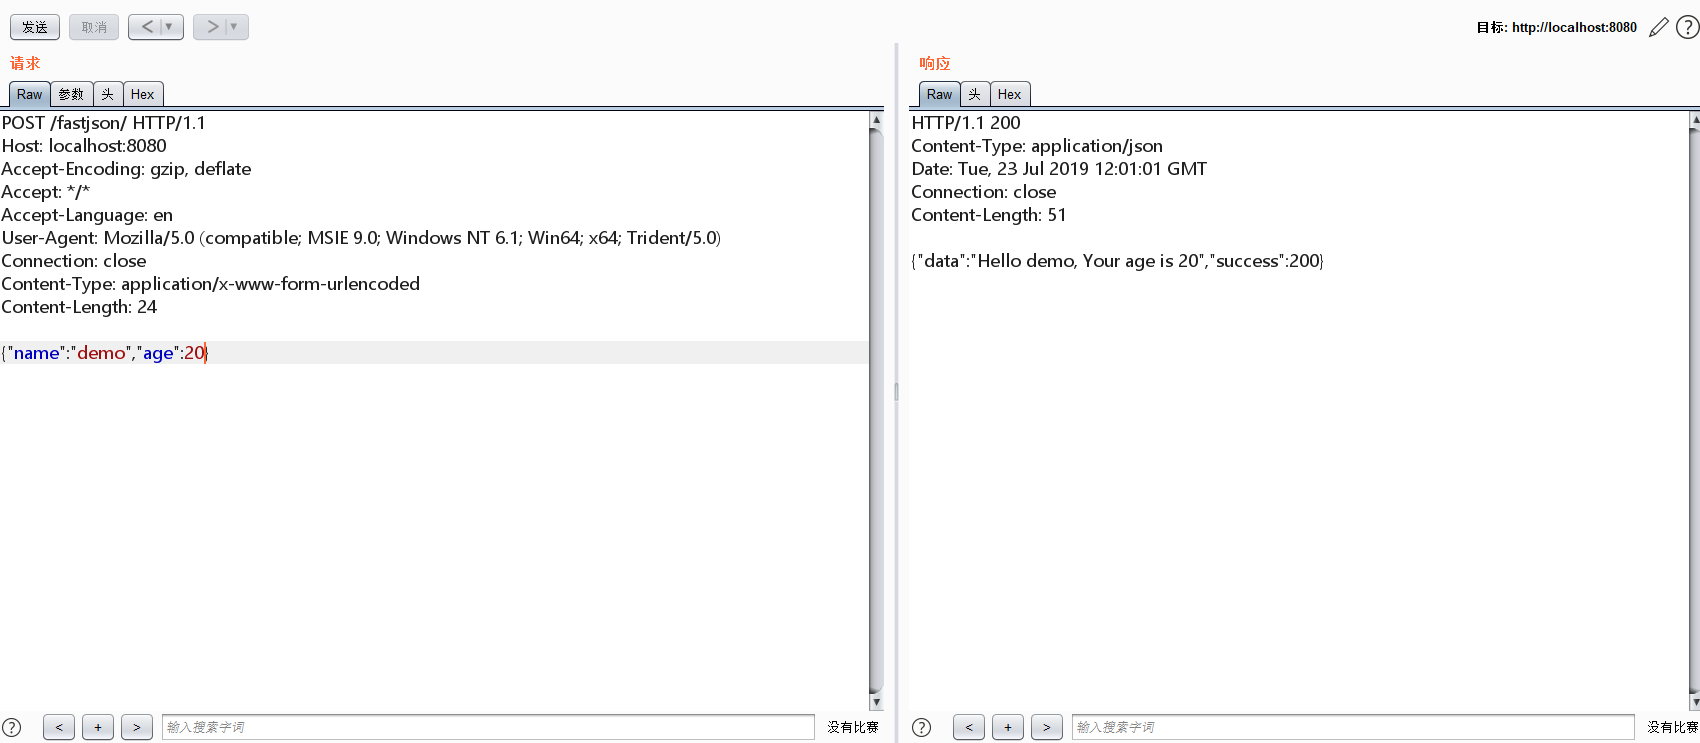 发送 取消 < ▼ > ▼ 目标: http://localhost:8080 ?
请求
Raw 参数 头 Hex
POST /fastjson/ HTTP/1.1
Host: localhost:8080
Accept-Encoding: gzip, deflate
Accept: */*
Accept-Language: en
User-Agent: Mozilla/5.0 (compatible; MSIE 9.0; Windows NT 6.1; Win64; x64; Trident/5.0)
Connection: close
Content-Type: application/x-www-form-urlencoded
Content-Length: 24
{"name":"demo","age":20}
? < + > 输入搜索字词 没有比赛
响应
Raw 头 Hex
HTTP/1.1 200
Content-Type: application/json
Date: Tue, 23 Jul 2019 12:01:01 GMT
Connection: close
Content-Length: 51
{"data":"Hello demo, Your age is 20","success":200}
? < + > 输入搜索字词 没有比赛